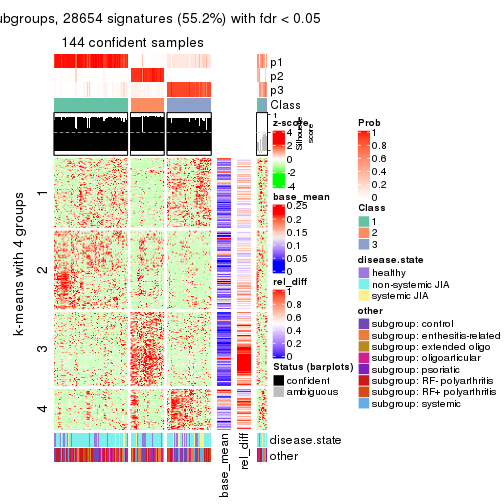 ubgroups, 28654 signatures (55.2%) with fdr < 0.05
144 confident samples
p1
p2
p3
Class
1
Silhouette score
k-means with 4 groups
1
2
3
4
disease.state
other
base_mean
rel_diff
z-score
4
2
0
-2
-4
base_mean
0.25
0.2
0.15
0.1
0.05
0
rel_diff
1
0.8
0.6
0.4
0.2
0
Status (barplots)
confident
ambiguous
Prob
1
0.8
0.6
0.4
0.2
0
Class
1
2
3
disease.state
healthy
non-systemic JIA
systemic JIA
other
subgroup: control
subgroup: enthesitis-related
subgroup: extended oligo
subgroup: oligoarticular
subgroup: psoriatic
subgroup: RF- polyarthritis
subgroup: RF+ polyarthritis
subgroup: systemic